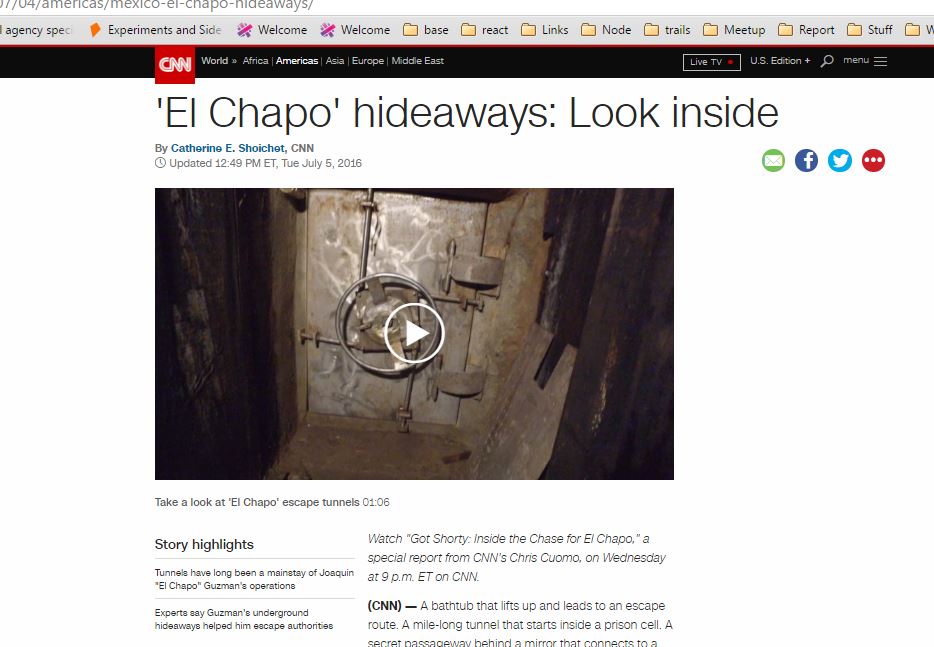 07/04/americas/mexico-el-chapo-hideaways/
l agency speci Experiments and Side Welcome Welcome base react Links Node trails Meetup Report Stuff W
CNN World » Africa | Americas | Asia | Europe | Middle East Live TV U.S. Edition + menu
'El Chapo' hideaways: Look inside
By Catherine E. Shoichet, CNN
Updated 12:49 PM ET, Tue July 5, 2016
Take a look at 'El Chapo' escape tunnels 01:06
Story highlights
Tunnels have long been a mainstay of Joaquin
"El Chapo" Guzman's operations
Experts say Guzman's underground
hideaways helped him escape authorities
Watch "Got Shorty: Inside the Chase for El Chapo," a
special report from CNN's Chris Cuomo, on Wednesday
at 9 p.m. ET on CNN.
(CNN) — A bathtub that lifts up and leads to an escape
route. A mile-long tunnel that starts inside a prison cell. A
secret passageway behind a mirror that connects to a